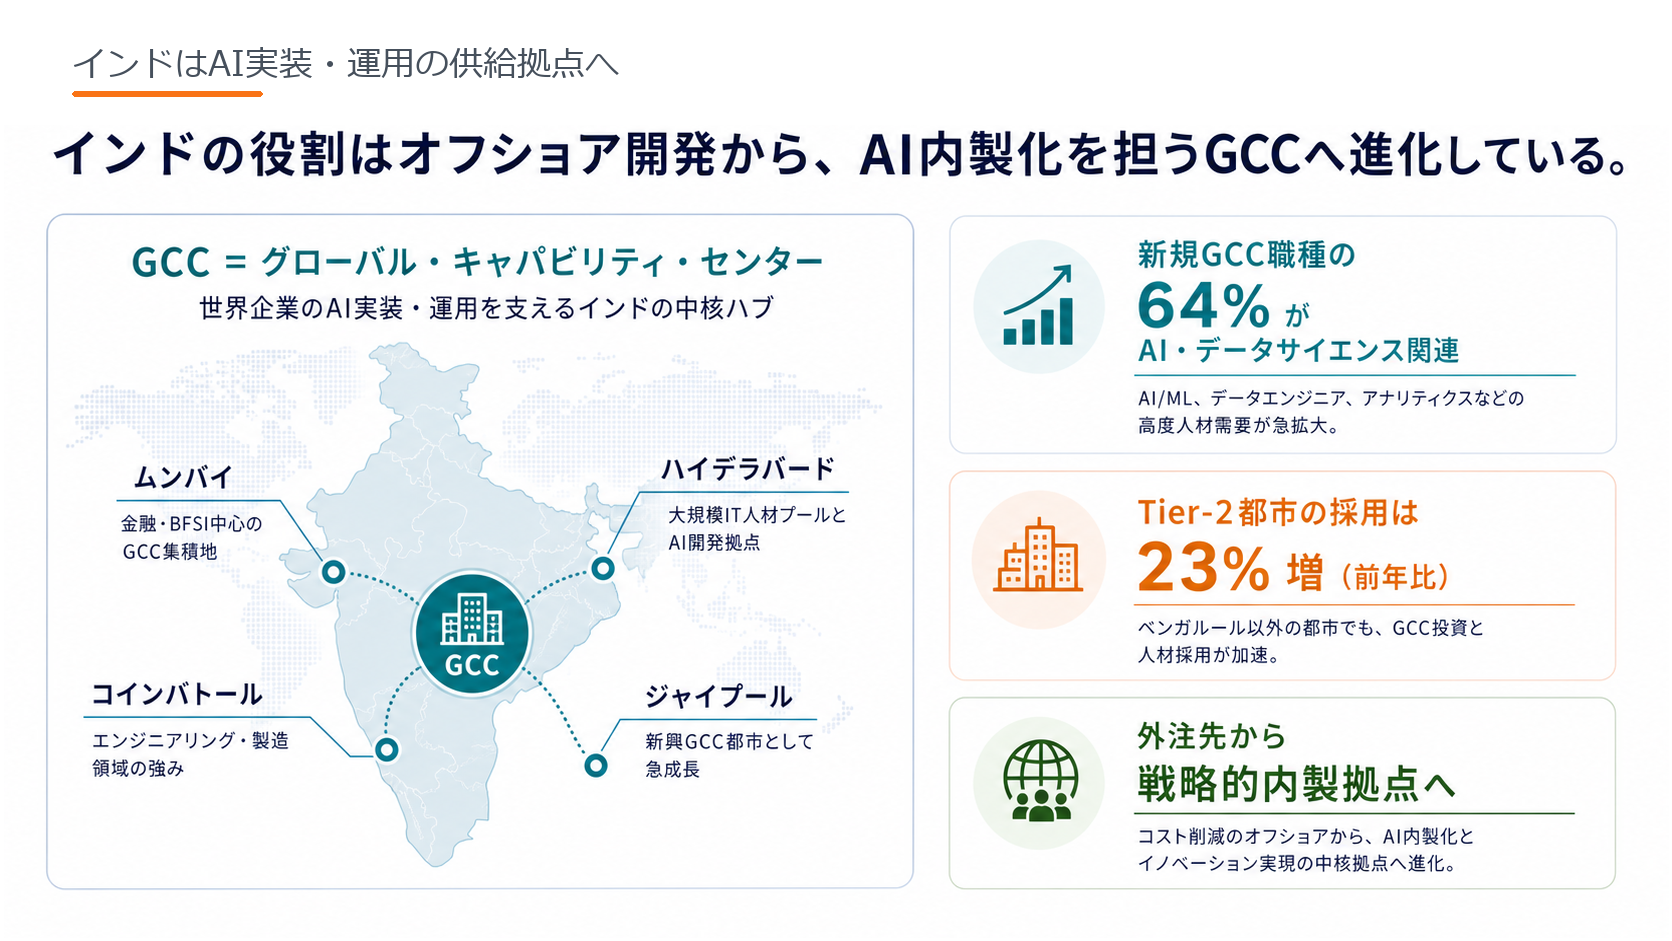 インドはAI実装・運用の供給拠点へ
インドの役割はオフショア開発から、AI内製化を担うGCCへ進化している。
GCC = グローバル・キャパビリティ・センター
世界企業のAI実装・運用を支えるインドの中核ハブ
ムンバイ
金融・BFSI中心の
GCC集積地
ハイデラバード
大規模IT人材プールと
AI開発拠点
GCC
コインバトール
エンジニアリング・製造
領域の強み
ジャイプール
新興GCC都市として
急成長
新規GCC職種の
64% が
AI・データサイエンス関連
AI/ML、データエンジニア、アナリティクスなどの
高度人材需要が急拡大。
Tier-2都市の採用は
23% 増（前年比）
ベンガルール以外の都市でも、GCC投資と
人材採用が加速。
外注先から
戦略的内製拠点へ
コスト削減のオフショアから、AI内製化と
イノベーション実現の中核拠点へ進化。